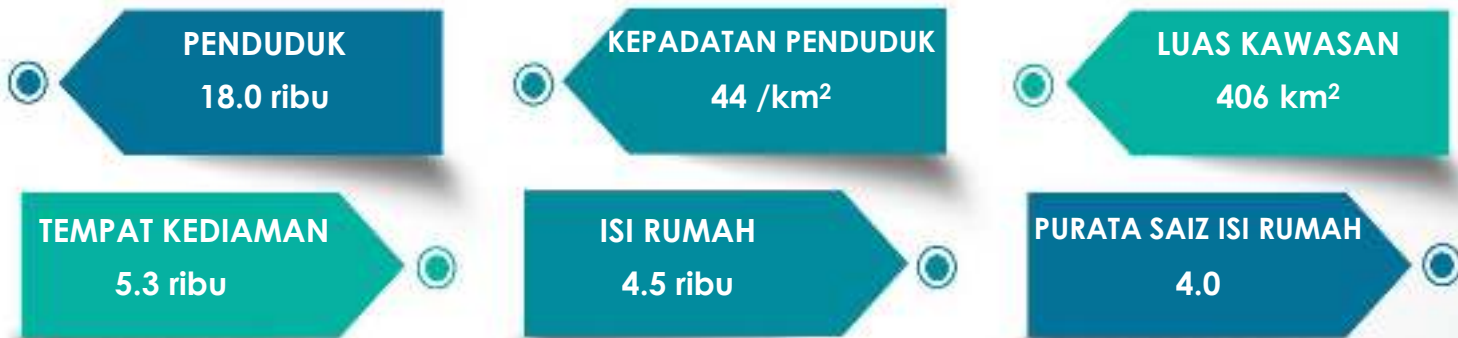 PENDUDUK
18.0 ribu
KEPADATAN PENDUDUK
44 /km²
LUAS KAWASAN
406 km²
TEMPAT KEDIAMAN
5.3 ribu
ISI RUMAH
4.5 ribu
PURATA SAIZ ISI RUMAH
4.0